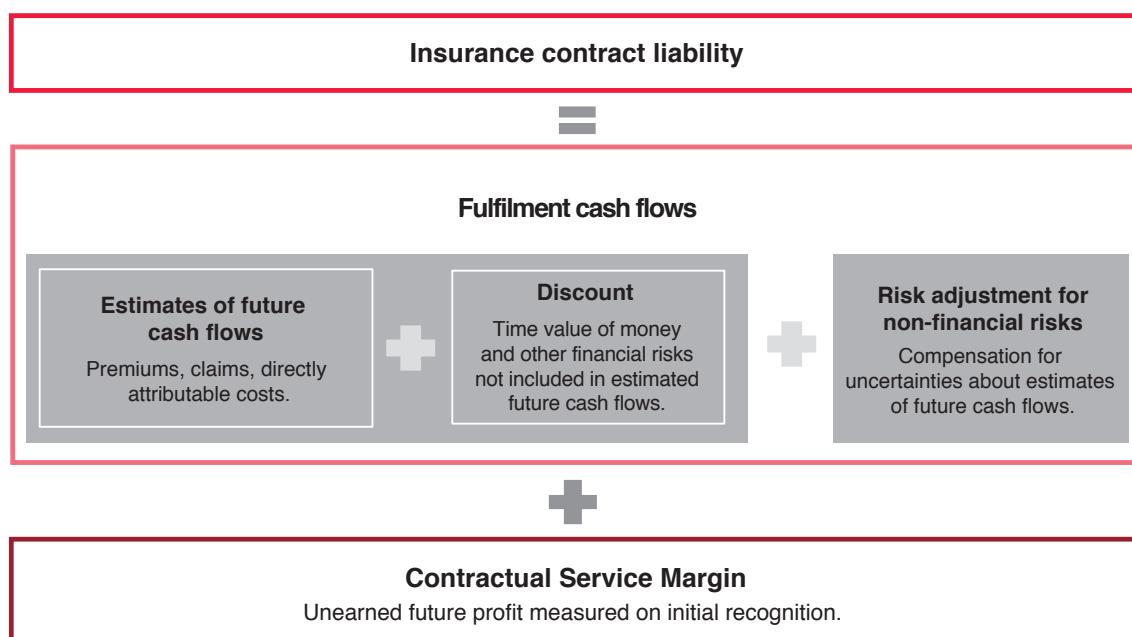 Insurance contract liability
=
Fulfilment cash flows
Estimates of future
cash flows
Premiums, claims, directly
attributable costs.
+
Discount
Time value of money
and other financial risks
not included in estimated
future cash flows.
+
Risk adjustment for
non-financial risks
Compensation for
uncertainties about estimates
of future cash flows.
+
Contractual Service Margin
Unearned future profit measured on initial recognition.